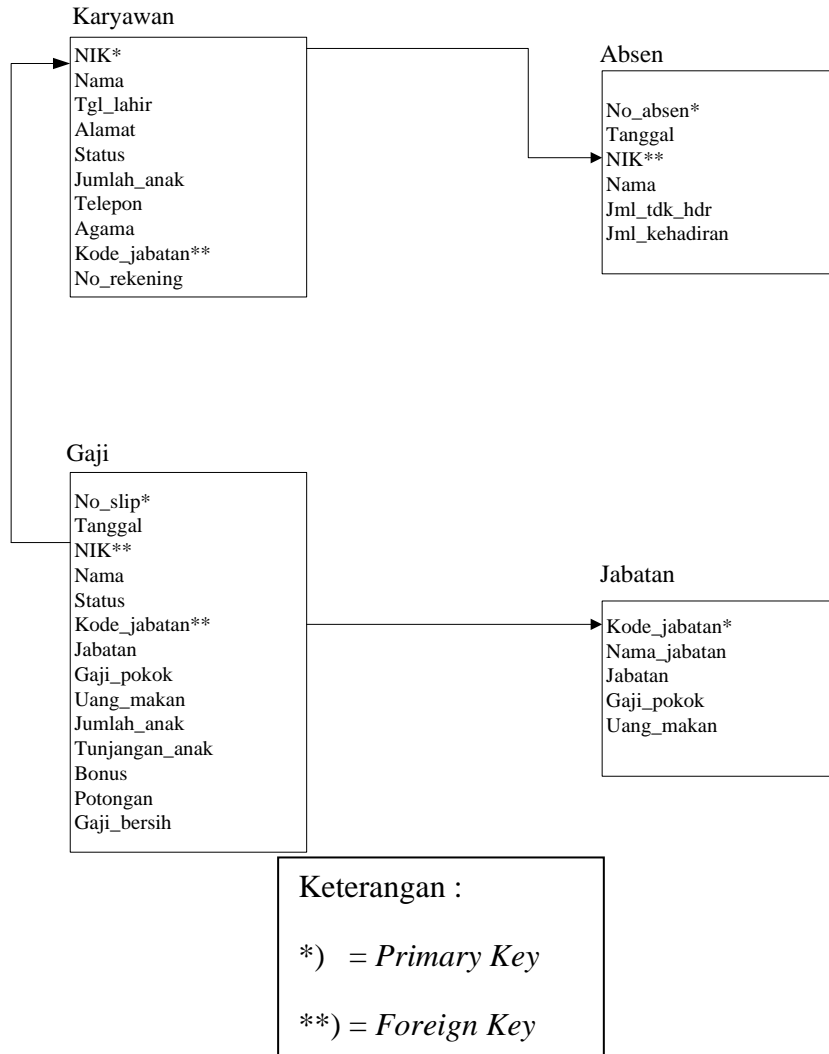 Karyawan
NIK*
Nama
Tgl_lahir
Alamat
Status
Jumlah_anak
Telepon
Agama
Kode_jabatan**
No_rekening
Absen
No_absen*
Tanggal
NIK**
Nama
Jml_tdk_hdr
Jml_kehadiran
Gaji
No_slip*
Tanggal
NIK**
Nama
Status
Kode_jabatan**
Jabatan
Gaji_pokok
Uang_makan
Jumlah_anak
Tunjangan_anak
Bonus
Potongan
Gaji_bersih
Jabatan
Kode_jabatan*
Nama_jabatan
Jabatan
Gaji_pokok
Uang_makan
Keterangan :
*) = Primary Key
**) = Foreign Key